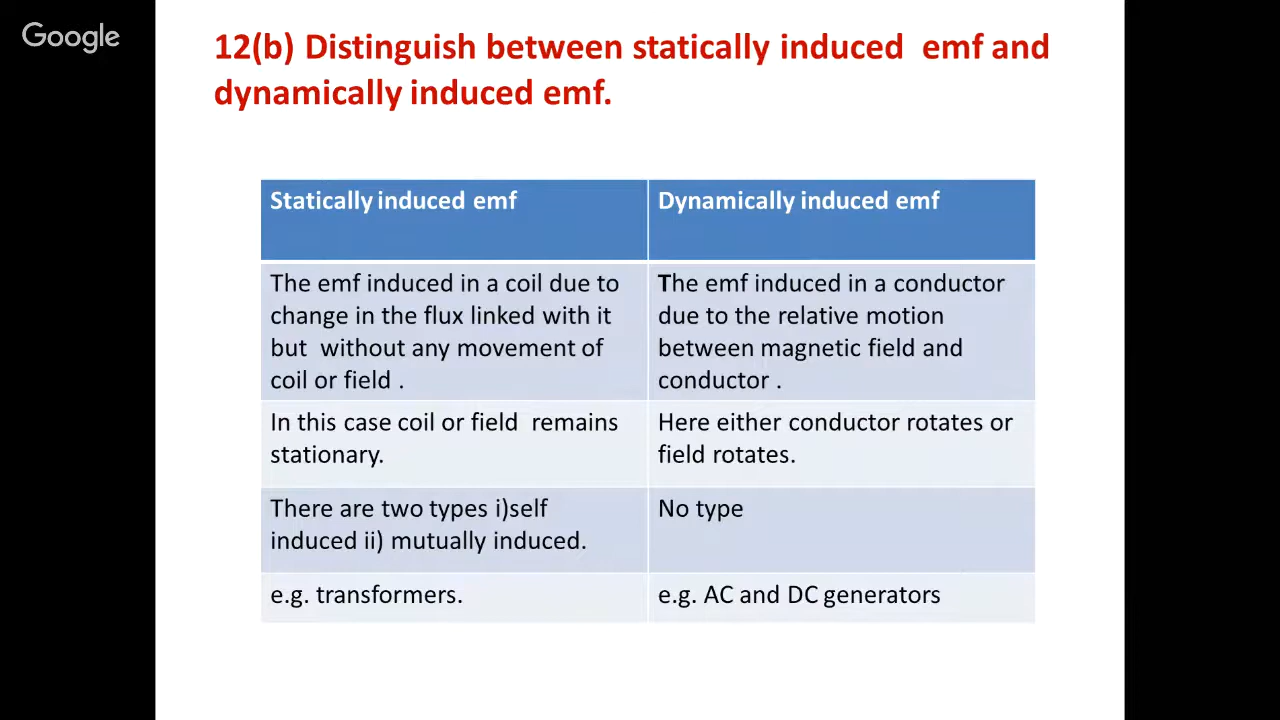 Google
12(b) Distinguish between statically induced emf and
dynamically induced emf.
Statically induced emf
Dynamically induced emf
The emf induced in a coil due to
change in the flux linked with it
but without any movement of
coil or field .
The emf induced in a conductor
due to the relative motion
between magnetic field and
conductor .
In this case coil or field remains
stationary.
Here either conductor rotates or
field rotates.
There are two types i)self
induced ii) mutually induced.
No type
e.g. transformers.
e.g. AC and DC generators